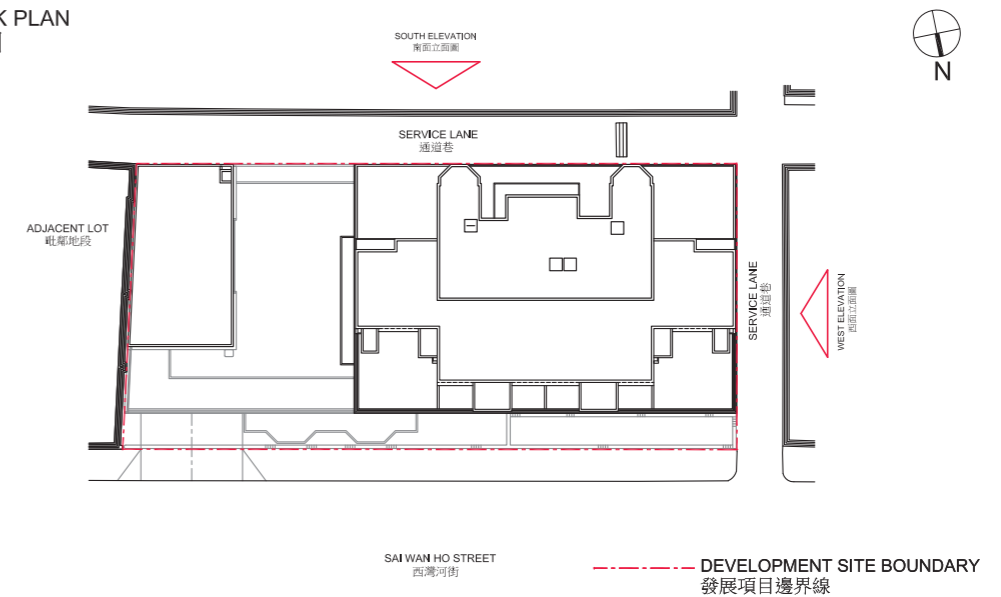 K PLAN
SOUTH ELEVATION
南面立面圖
N
SERVICE LANE
通道巷
ADJACENT LOT
毗鄰地段
SERVICE LANE
通道巷
WEST ELEVATION
西面立面圖
SAI WAN HO STREET
西灣河街
DEVELOPMENT SITE BOUNDARY
發展項目邊界線